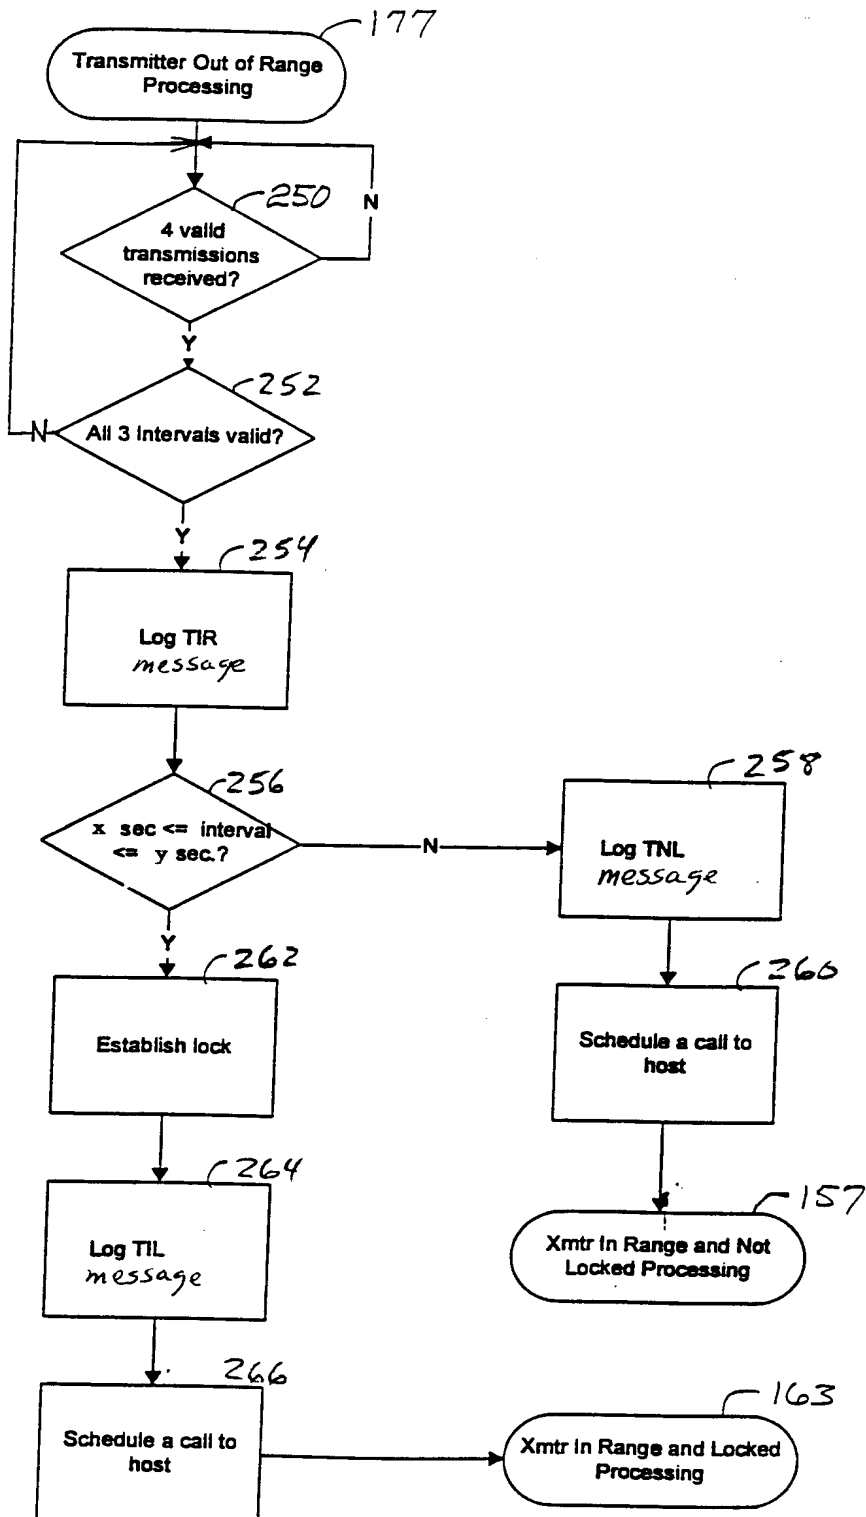 177
Transmitter Out of Range
Processing
250
N
4 valid
transmissions
received?
Y
252
N
All 3 Intervals valid?
Y
254
Log TIR
message
256
x sec <= interval
<= y sec.?
N
258
Log TNL
message
Y
262
Establish lock
260
Schedule a call to
host
264
Log TIL
message
157
Xmtr In Range and Not
Locked Processing
266
Schedule a call to
host
163
Xmtr In Range and Locked
Processing